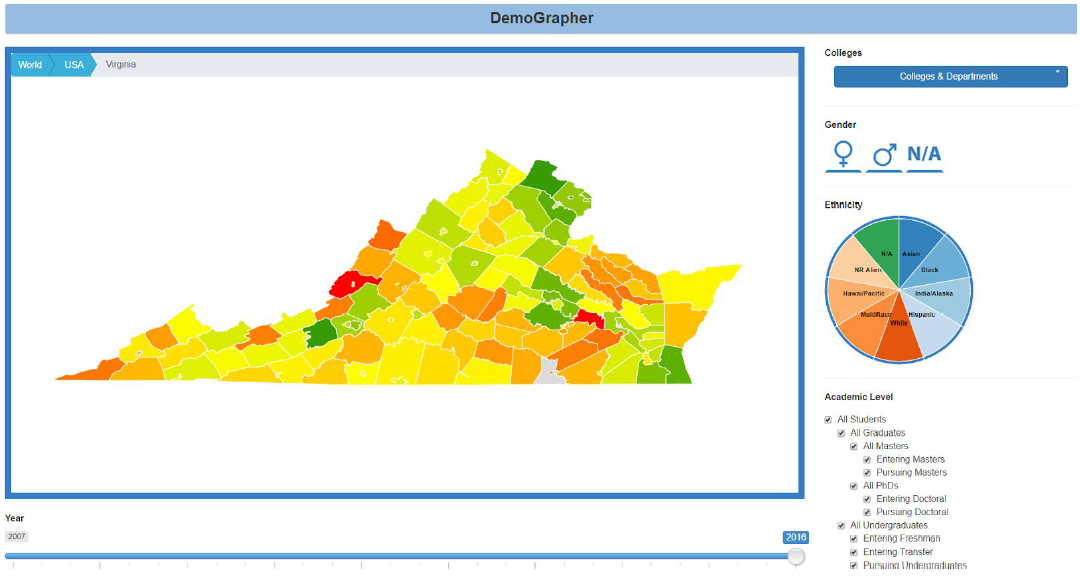 DemoGrapher
World USA Virginia
Colleges
Colleges & Departments
Gender
N/A
Ethnicity
N/A
Asian
NR Alien
Black
Hawai/Pacific
India/Alaska
MultiRace
Hispanic
White
Academic Level
All Students
All Graduates
All Masters
Entering Masters
Pursuing Masters
All PhDs
Entering Doctoral
Pursuing Doctoral
All Undergraduates
Entering Freshman
Entering Transfer
Pursuing Undergraduates
Year
2007
2016